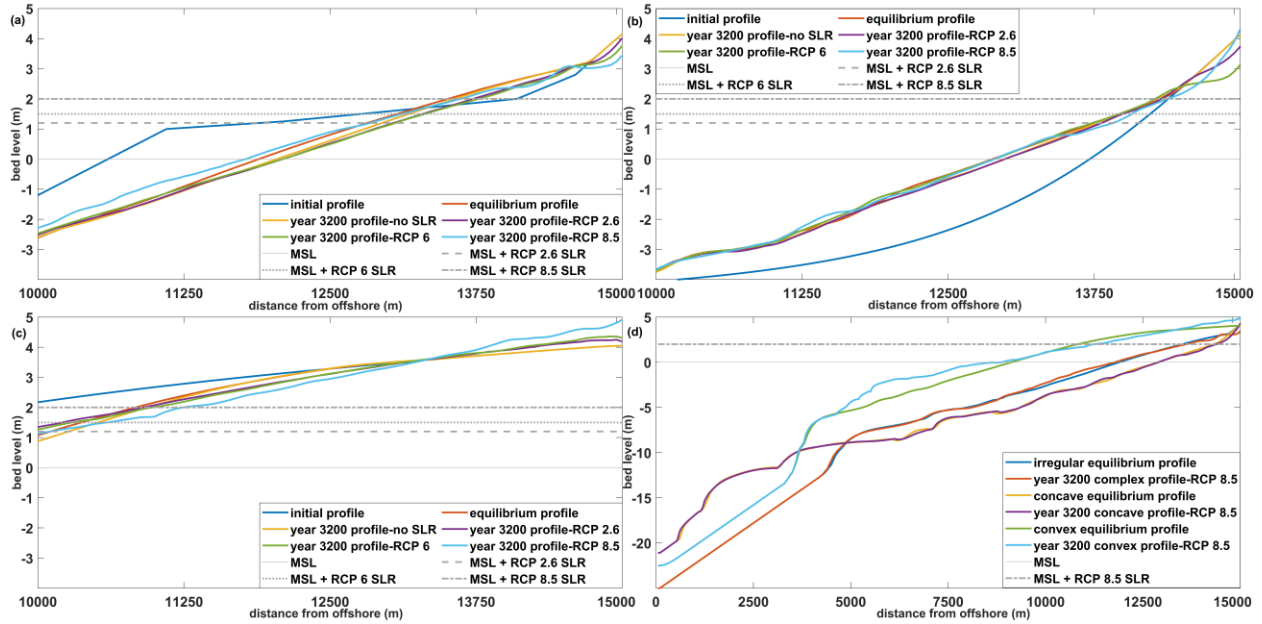 (a)
5
4
3
2
1
0
-1
-2
-3
bed level (m)
initial profile equilibrium profile
year 3200 profile-no SLR year 3200 profile-RCP 2.6
year 3200 profile-RCP 6 year 3200 profile-RCP 8.5
MSL MSL + RCP 2.6 SLR
MSL + RCP 6 SLR MSL + RCP 8.5 SLR
10000 11250 12500 13750 15000
distance from offshore (m)
(b)
5
4
3
2
1
0
-1
-2
-3
bed level (m)
initial profile equilibrium profile
year 3200 profile-no SLR year 3200 profile-RCP 2.6
year 3200 profile-RCP 6 year 3200 profile-RCP 8.5
MSL MSL + RCP 2.6 SLR
MSL + RCP 6 SLR MSL + RCP 8.5 SLR
10000 11250 12500 13750 15000
distance from offshore (m)
(c)
5
4
3
2
1
0
-1
-2
-3
bed level (m)
initial profile equilibrium profile
year 3200 profile-no SLR year 3200 profile-RCP 2.6
year 3200 profile-RCP 6 year 3200 profile-RCP 8.5
MSL MSL + RCP 2.6 SLR
MSL + RCP 6 SLR MSL + RCP 8.5 SLR
10000 11250 12500 13750 15000
distance from offshore (m)
(d)
5
0
-5
-10
-15
-20
bed level (m)
irregular equilibrium profile
year 3200 complex profile-RCP 8.5
concave equilibrium profile
year 3200 concave profile-RCP 8.5
convex equilibrium profile
year 3200 convex profile-RCP 8.5
MSL
MSL + RCP 8.5 SLR
0 2500 5000 7500 10000 12500 15000
distance from offshore (m)